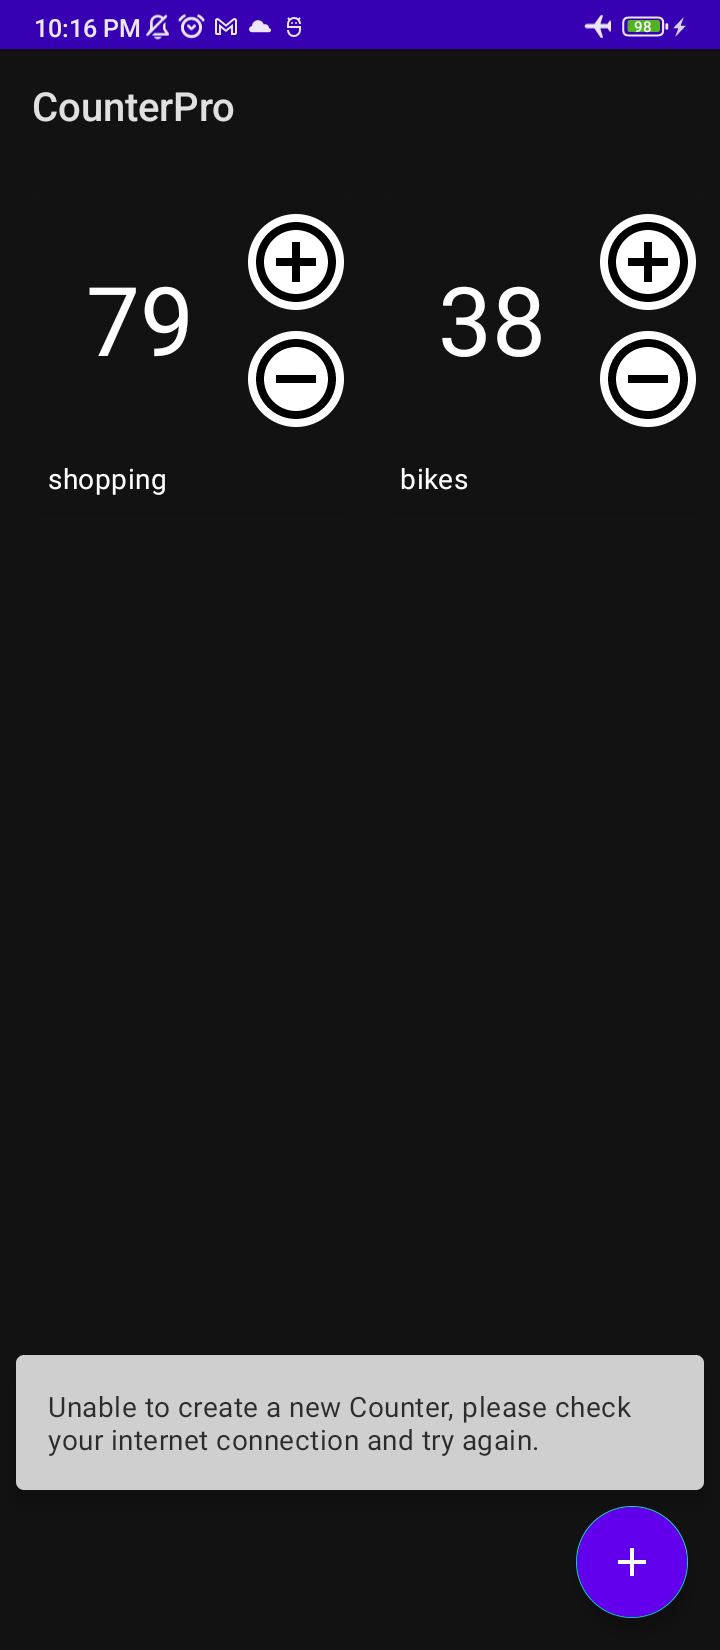 10:16 PM
98
CounterPro
79
38
shopping
bikes
Unable to create a new Counter, please check
your internet connection and try again.